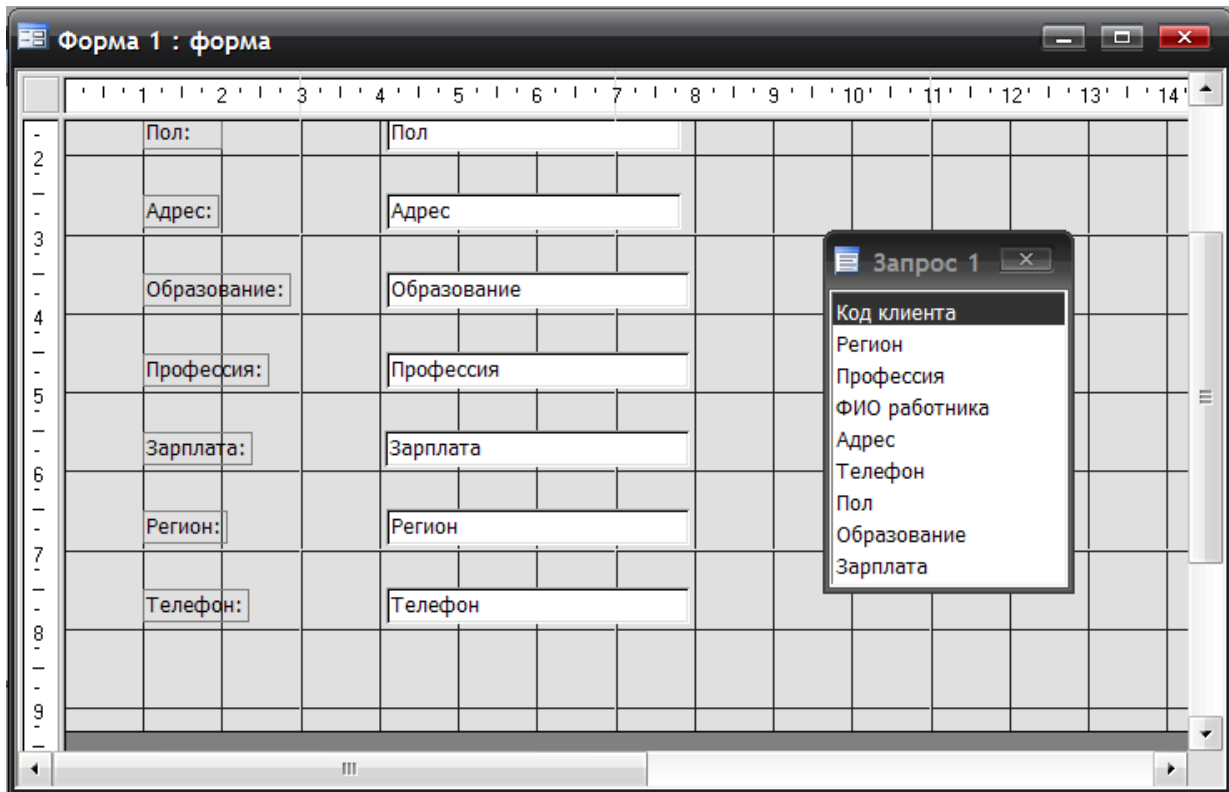 Форма 1 : форма
1 2 3 4 5 6 7 8 9 10 11 12 13 14
2
3
4
5
6
7
8
9
Пол: Пол
Адрес: Адрес
Образование: Образование
Профессия: Профессия
Зарплата: Зарплата
Регион: Регион
Телефон: Телефон
Запрос 1
Код клиента
Регион
Профессия
ФИО работника
Адрес
Телефон
Пол
Образование
Зарплата